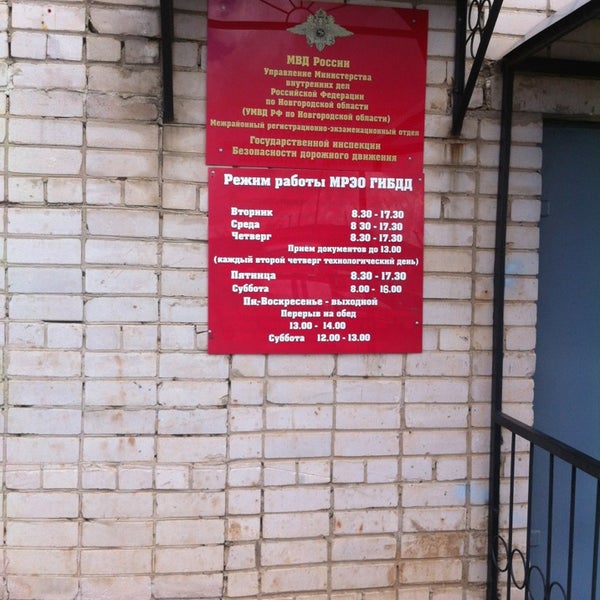 МВД России
Управление Министерства
внутренних дел
Российской Федерации
по Новгородской области
(УМВД РФ по Новгородской области)
Межрайонный регистрационно-экзаменационный отдел
Государственной инспекции
Безопасности дорожного движения
Режим работы МРЭО ГИБДД
Вторник 8.30 - 17.30
Среда 8 30 - 17.30
Четверг 8.30 - 17.30
Прием документов до 13.00
(каждый второй четверг технологический день)
Пятница 8.30 - 17.30
Суббота 8.00 - 16.00
Пн,-Воскресенье - выходной
Перерыв на обед
13.00 - 14.00
Суббота 12.00 - 13.00